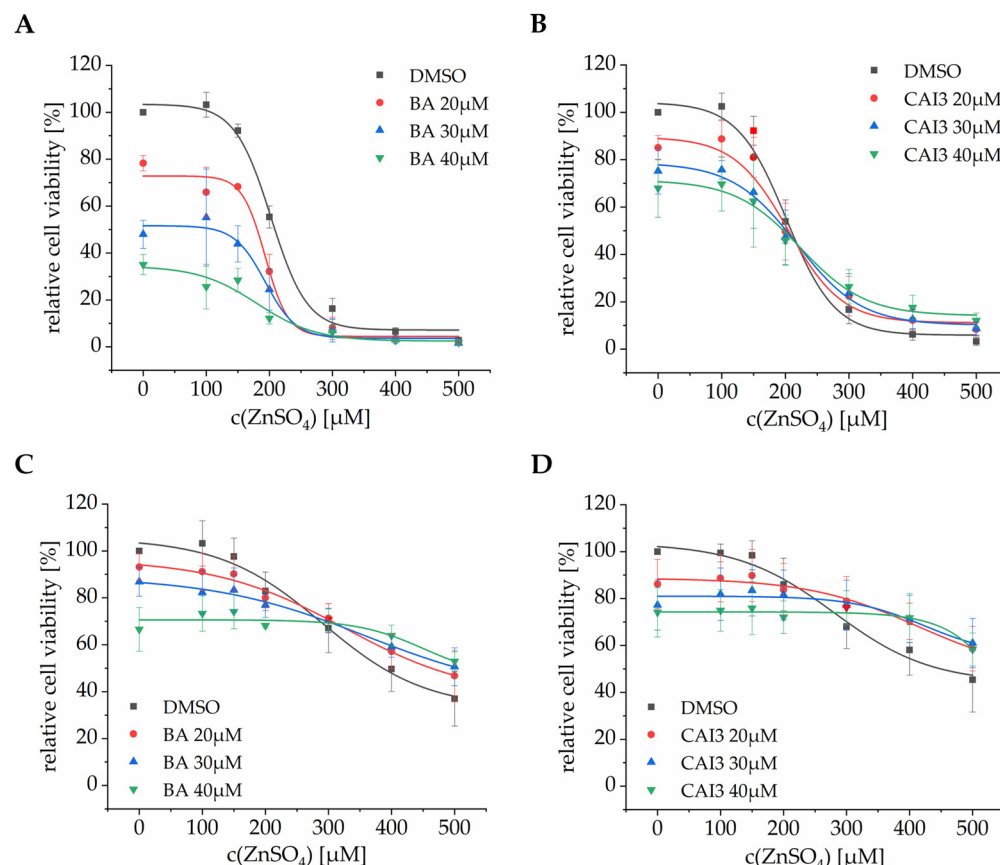 A
120
100
80
60
40
20
0
relative cell viability [%]
DMSO
BA 20µM
BA 30µM
BA 40µM
0 100 200 300 400 500
c(ZnSO₄) [µM]
B
120
100
80
60
40
20
0
relative cell viability [%]
DMSO
CAI3 20µM
CAI3 30µM
CAI3 40µM
0 100 200 300 400 500
c(ZnSO₄) [µM]
C
120
100
80
60
40
20
0
relative cell viability [%]
DMSO
BA 20µM
BA 30µM
BA 40µM
0 100 200 300 400 500
c(ZnSO₄) [µM]
D
120
100
80
60
40
20
0
relative cell viability [%]
DMSO
CAI3 20µM
CAI3 30µM
CAI3 40µM
0 100 200 300 400 500
c(ZnSO₄) [µM]